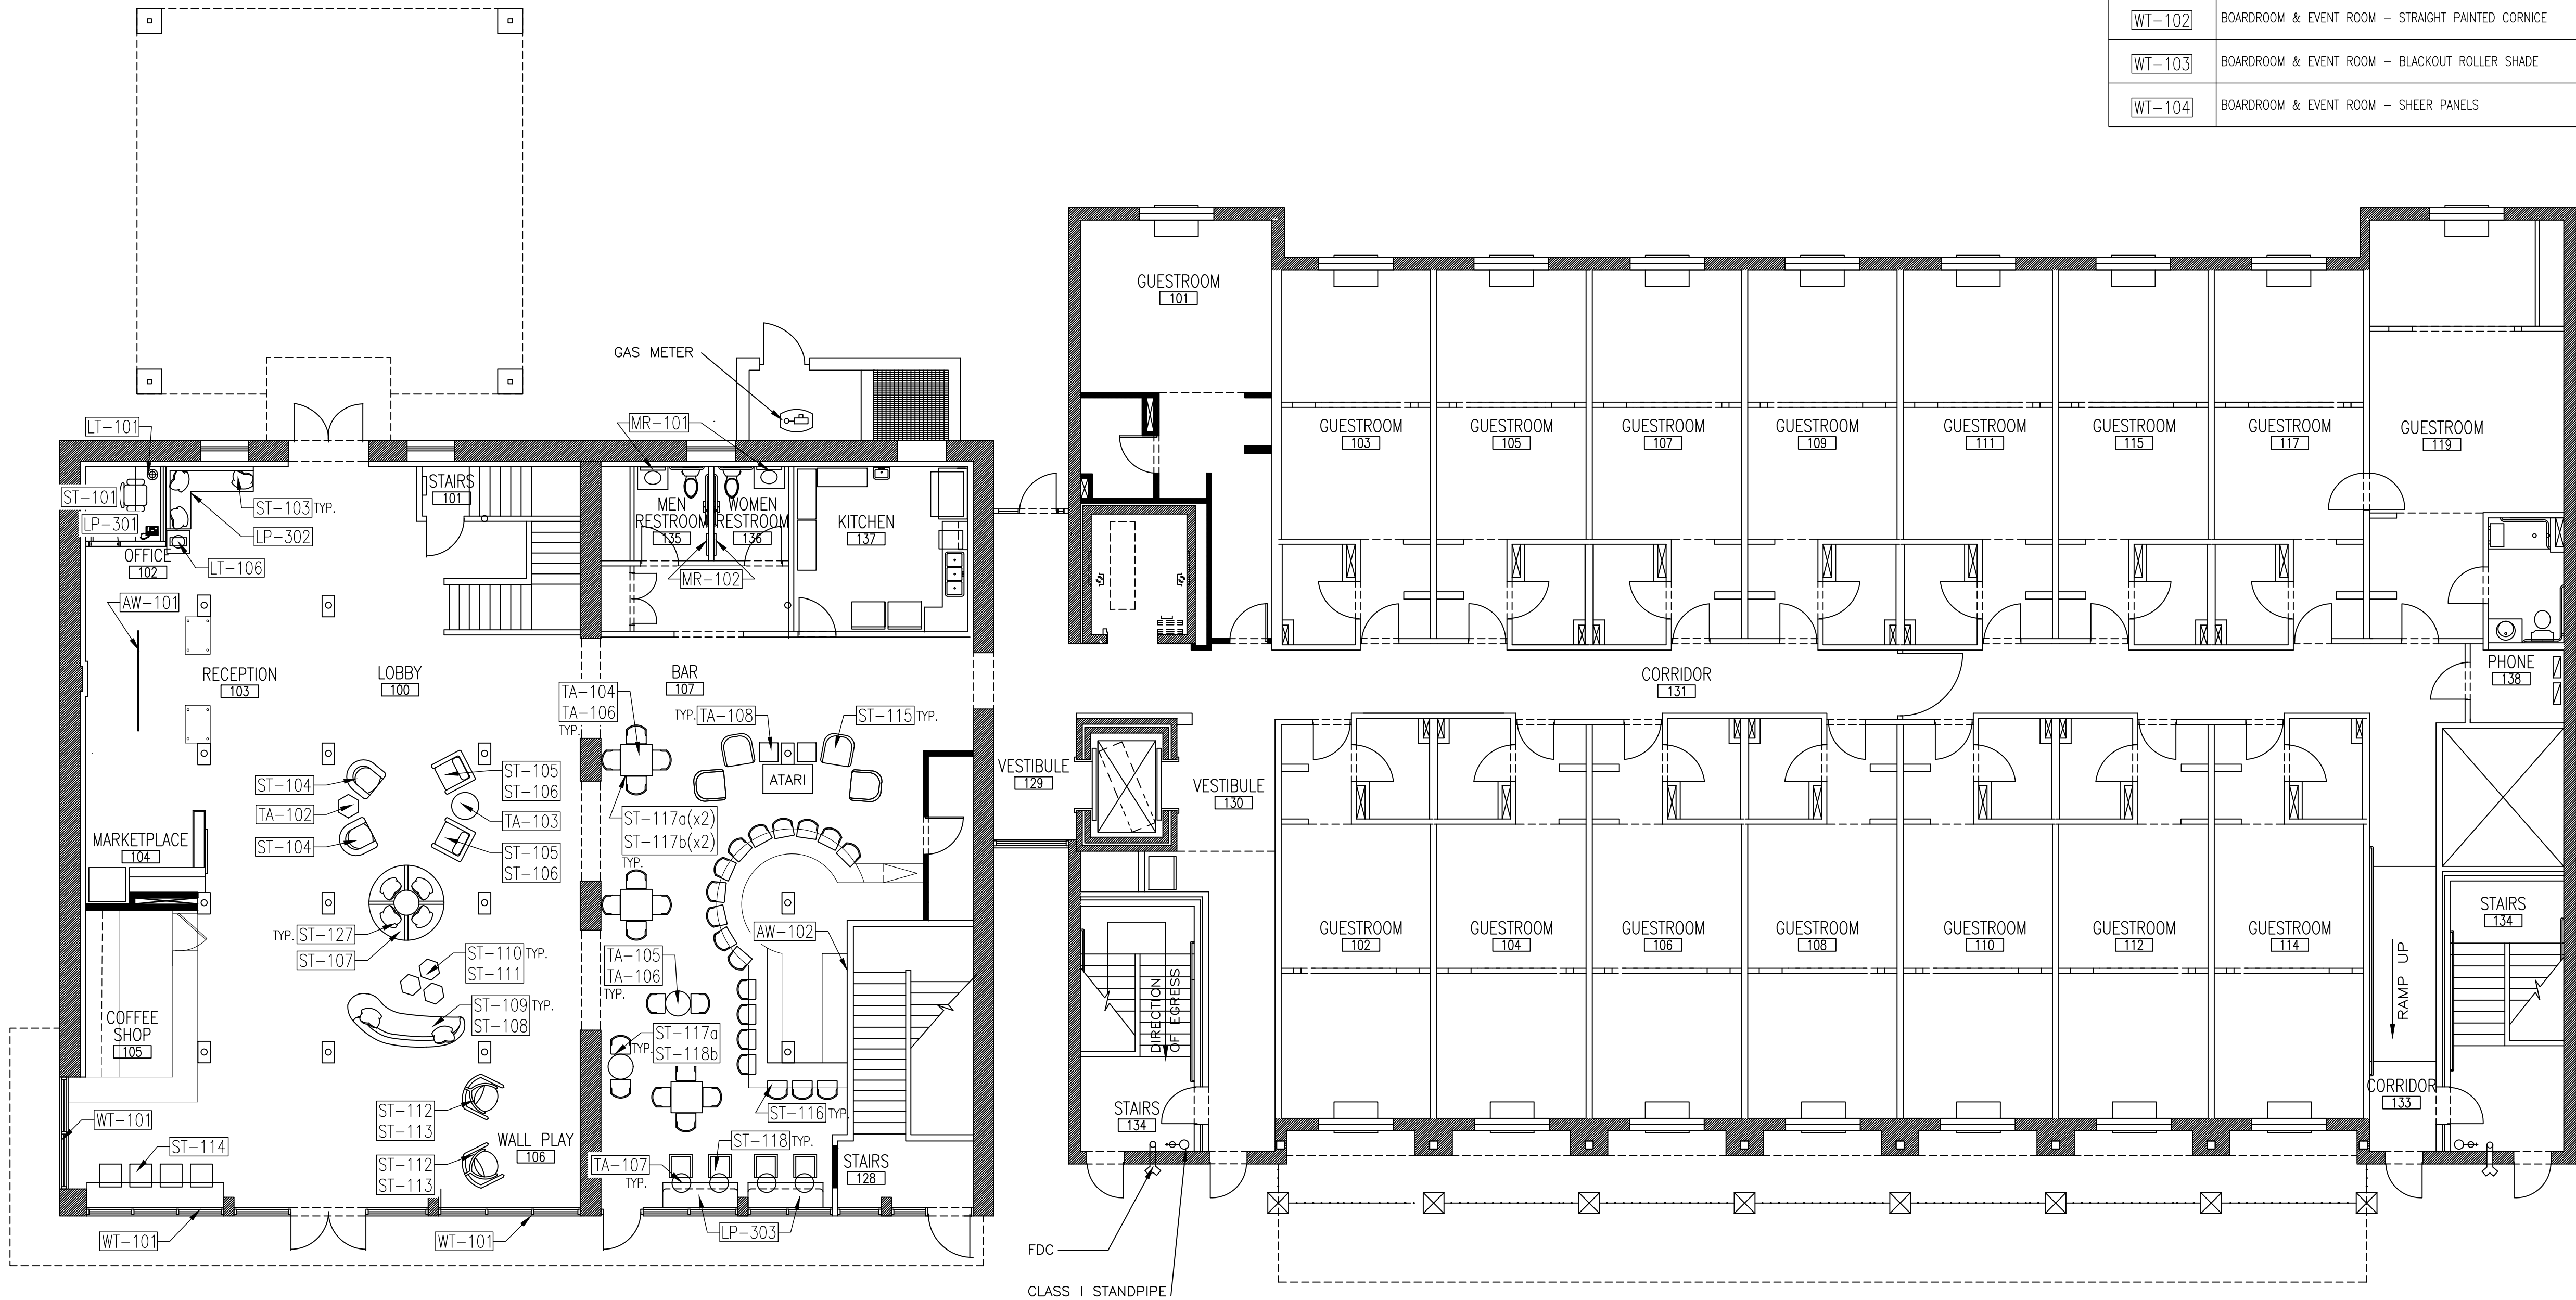 WT-102 BOARDROOM & EVENT ROOM - STRAIGHT PAINTED CORNICE
WT-103 BOARDROOM & EVENT ROOM - BLACKOUT ROLLER SHADE
WT-104 BOARDROOM & EVENT ROOM - SHEER PANELS
GAS METER
LT-101
MR-101
ST-101
LP-301
ST-103 TYP.
LP-302
OFFICE
102
LT-106
AW-101
STAIRS
101
MEN
RESTROOM
135
WOMEN
RESTROOM
136
MR-102
KITCHEN
137
RECEPTION
103
LOBBY
100
BAR
107
TA-104
TA-106
TYP.
TYP. TA-108
ST-115 TYP.
ATARI
ST-104
TA-102
ST-104
ST-105
ST-106
TA-103
ST-105
ST-106
ST-117a(x2)
ST-117b(x2)
TYP.
MARKETPLACE
104
TYP. ST-127
ST-107
ST-110 TYP.
ST-111
ST-109 TYP.
ST-108
AW-102
TA-105
TA-106
TYP.
COFFEE
SHOP
105
TYP.
ST-117a
ST-118b
ST-112
ST-113
ST-116 TYP.
WT-101
ST-114
WALL PLAY
106
ST-112
ST-113
ST-118 TYP.
TA-107
TYP.
STAIRS
128
WT-101
WT-101
LP-303
VESTIBULE
129
VESTIBULE
130
GUESTROOM
101
GUESTROOM
103
GUESTROOM
105
GUESTROOM
107
GUESTROOM
109
GUESTROOM
111
GUESTROOM
115
GUESTROOM
117
GUESTROOM
119
CORRIDOR
131
PHONE
138
GUESTROOM
102
GUESTROOM
104
GUESTROOM
106
GUESTROOM
108
GUESTROOM
110
GUESTROOM
112
GUESTROOM
114
STAIRS
134
RAMP UP
DIRECTION
OF EGRESS
STAIRS
134
CORRIDOR
133
FDC
CLASS I STANDPIPE